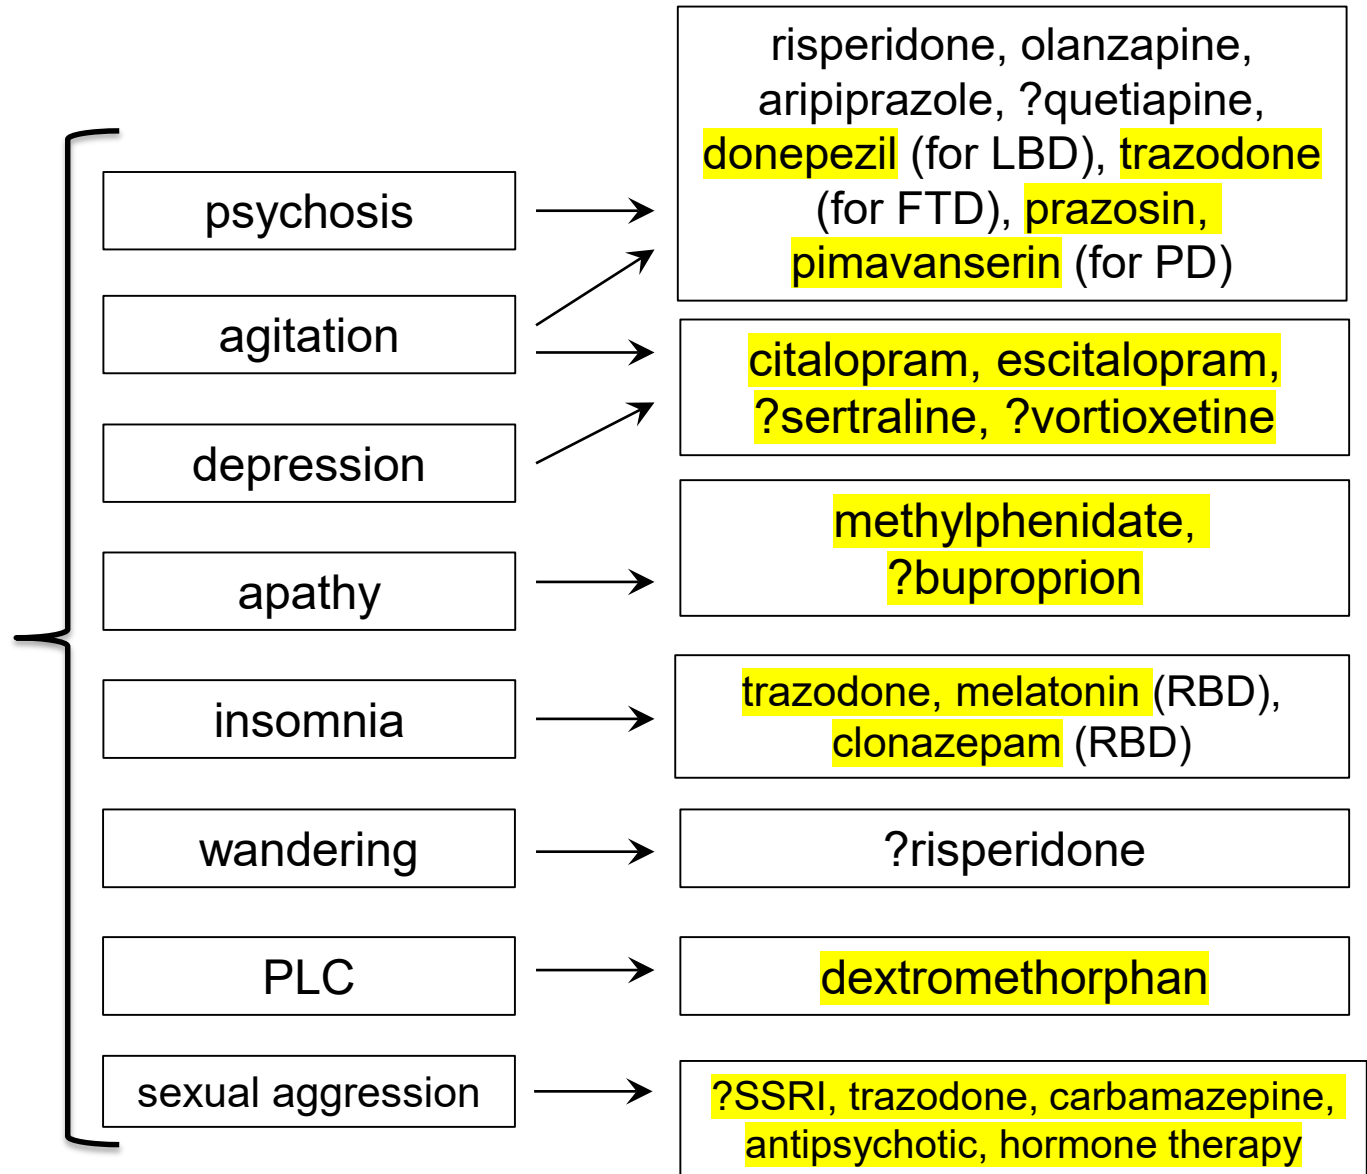 risperidone, olanzapine,
aripiprazole, ?quetiapine,
donepezil (for LBD), trazodone
(for FTD), prazosin,
pimavanserin (for PD)
psychosis
agitation
citalopram, escitalopram,
?sertraline, ?vortioxetine
depression
methylphenidate,
?buproprion
apathy
trazodone, melatonin (RBD),
clonazepam (RBD)
insomnia
wandering
?risperidone
PLC
dextromethorphan
sexual aggression
?SSRI, trazodone, carbamazepine,
antipsychotic, hormone therapy